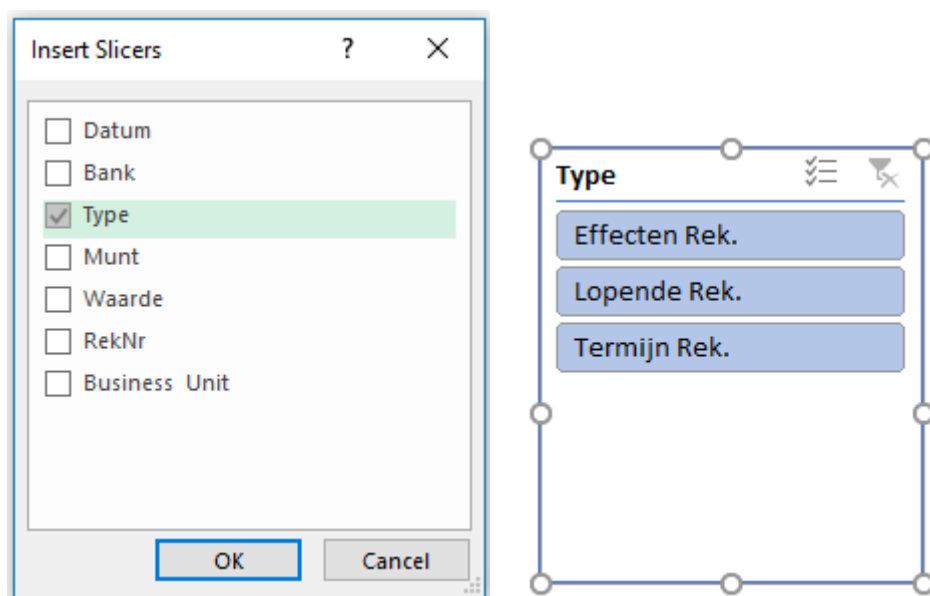 Insert Slicers ?
Datum
Bank
Type
Munt
Waarde
RekNr
Business Unit
OK Cancel
Type
Effecten Rek.
Lopende Rek.
Termijn Rek.